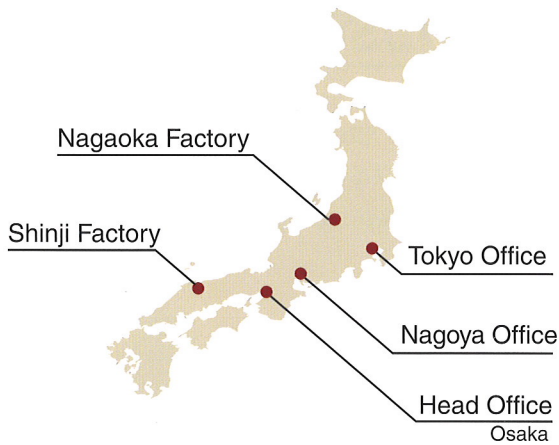 Nagaoka Factory
Shinji Factory
Tokyo Office
Nagoya Office
Head Office
Osaka